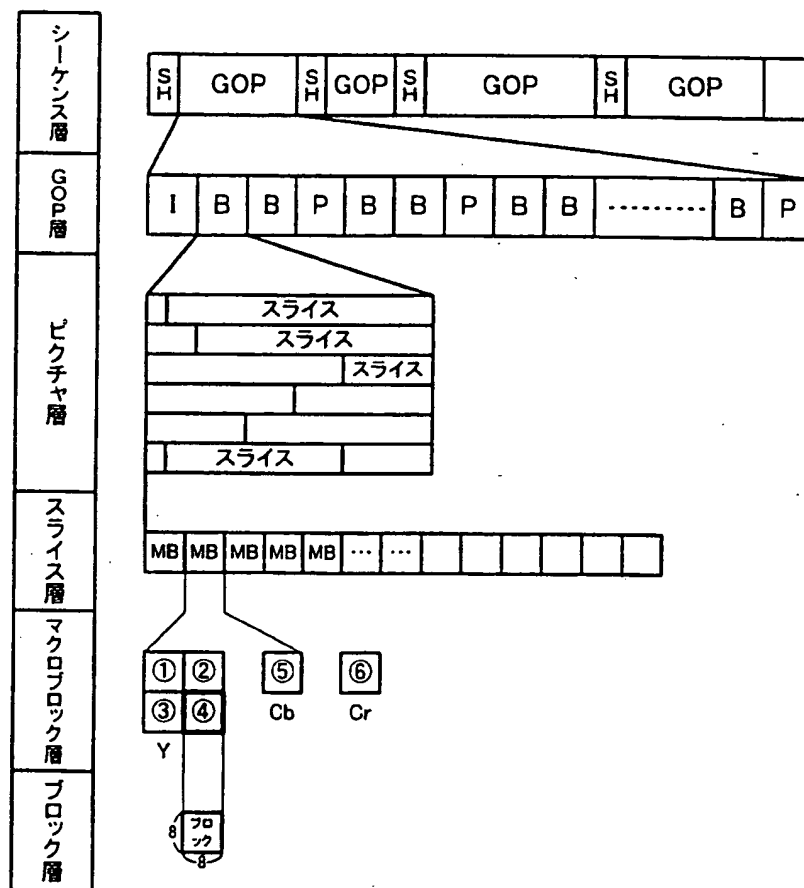 シーケンス層
SH GOP SH GOP SH GOP SH GOP
GOP層
I B B P B B P B B ・・・・・・・・・ B P
ピクチャ層
スライス
スライス
スライス
スライス
スライス層
MB MB MB MB MB … …
マクロブロック層
① ② ⑤ ⑥
③ ④ Cb Cr
Y
ブロック層
8 ブロック
8